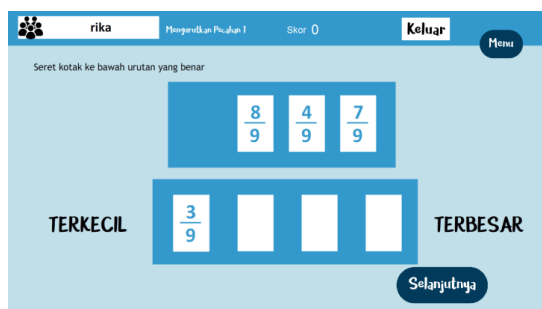 rika
Mengurutkan Pecahan 1
Skor 0
Keluar
Menu
Seret kotak ke bawah urutan yang benar
8/9 4/9 7/9
TERKECIL 3/9 TERBESAR
Selanjutnya